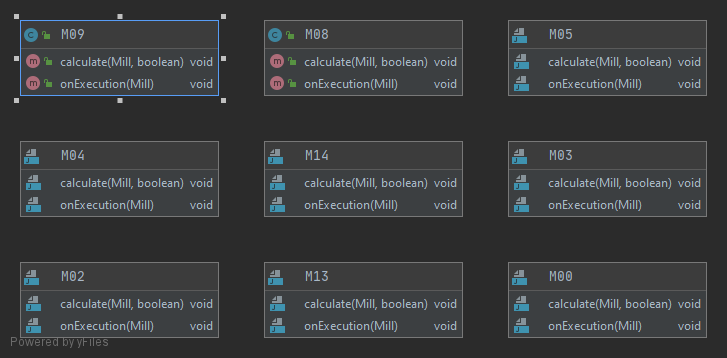 M09
calculate(Mill, boolean) void
onExecution(Mill) void
M08
calculate(Mill, boolean) void
onExecution(Mill) void
M05
calculate(Mill, boolean) void
onExecution(Mill) void
M04
calculate(Mill, boolean) void
onExecution(Mill) void
M14
calculate(Mill, boolean) void
onExecution(Mill) void
M03
calculate(Mill, boolean) void
onExecution(Mill) void
M02
calculate(Mill, boolean) void
onExecution(Mill) void
M13
calculate(Mill, boolean) void
onExecution(Mill) void
M00
calculate(Mill, boolean) void
onExecution(Mill) void
Powered by yFiles